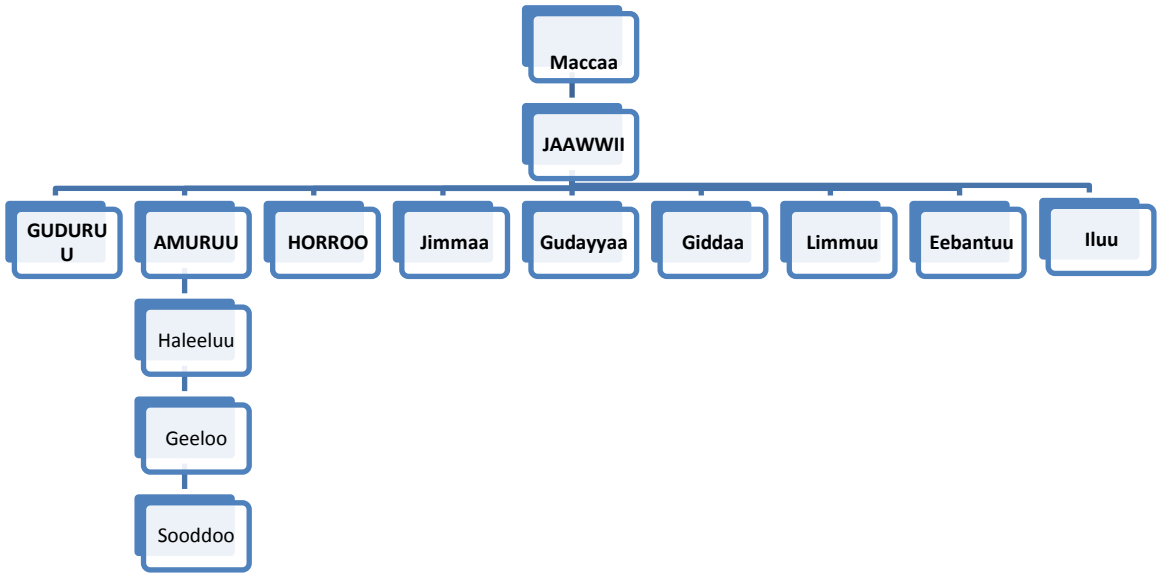 Maccaa
JAAWWII
GUDURU
U
AMURUU
HORROO
Jimmaa
Gudayyaa
Giddaa
Limmuu
Eebantuu
Iluu
Haleeluu
Geeloo
Sooddoo